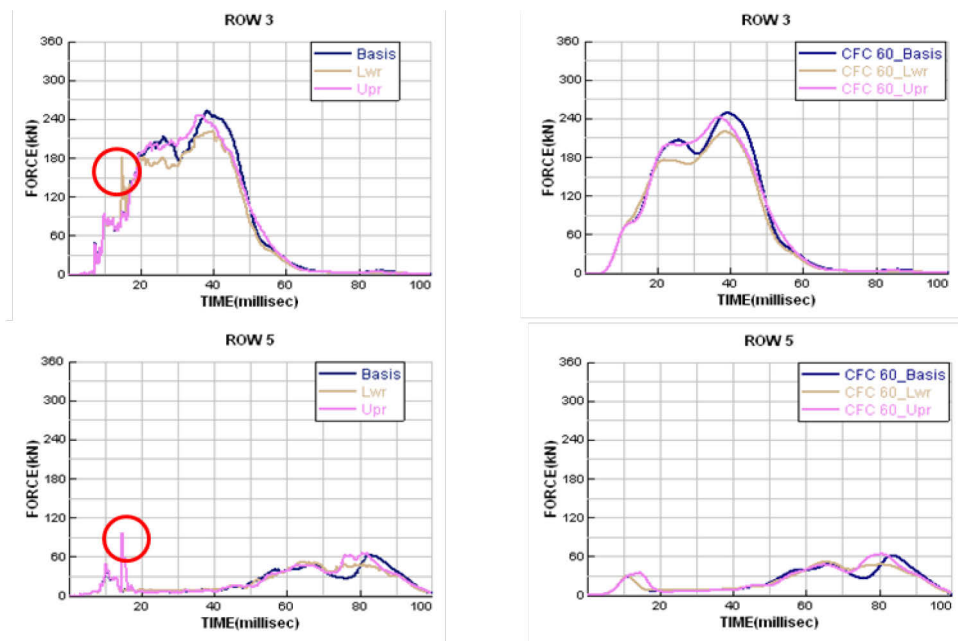 ROW 3
360
300
240
180
120
60
0
FORCE(kN)
Basis
Lwr
Upr
20
40
60
80
100
TIME(millisec)
ROW 3
360
300
240
180
120
60
0
FORCE(kN)
CFC 60_Basis
CFC 60_Lwr
CFC 60_Upr
20
40
60
80
100
TIME(millisec)
ROW 5
360
300
240
180
120
60
0
FORCE(kN)
Basis
Lwr
Upr
20
40
60
80
100
TIME(millisec)
ROW 5
360
300
240
180
120
60
0
FORCE(kN)
CFC 60_Basis
CFC 60_Lwr
CFC 60_Upr
20
40
60
80
100
TIME(millisec)